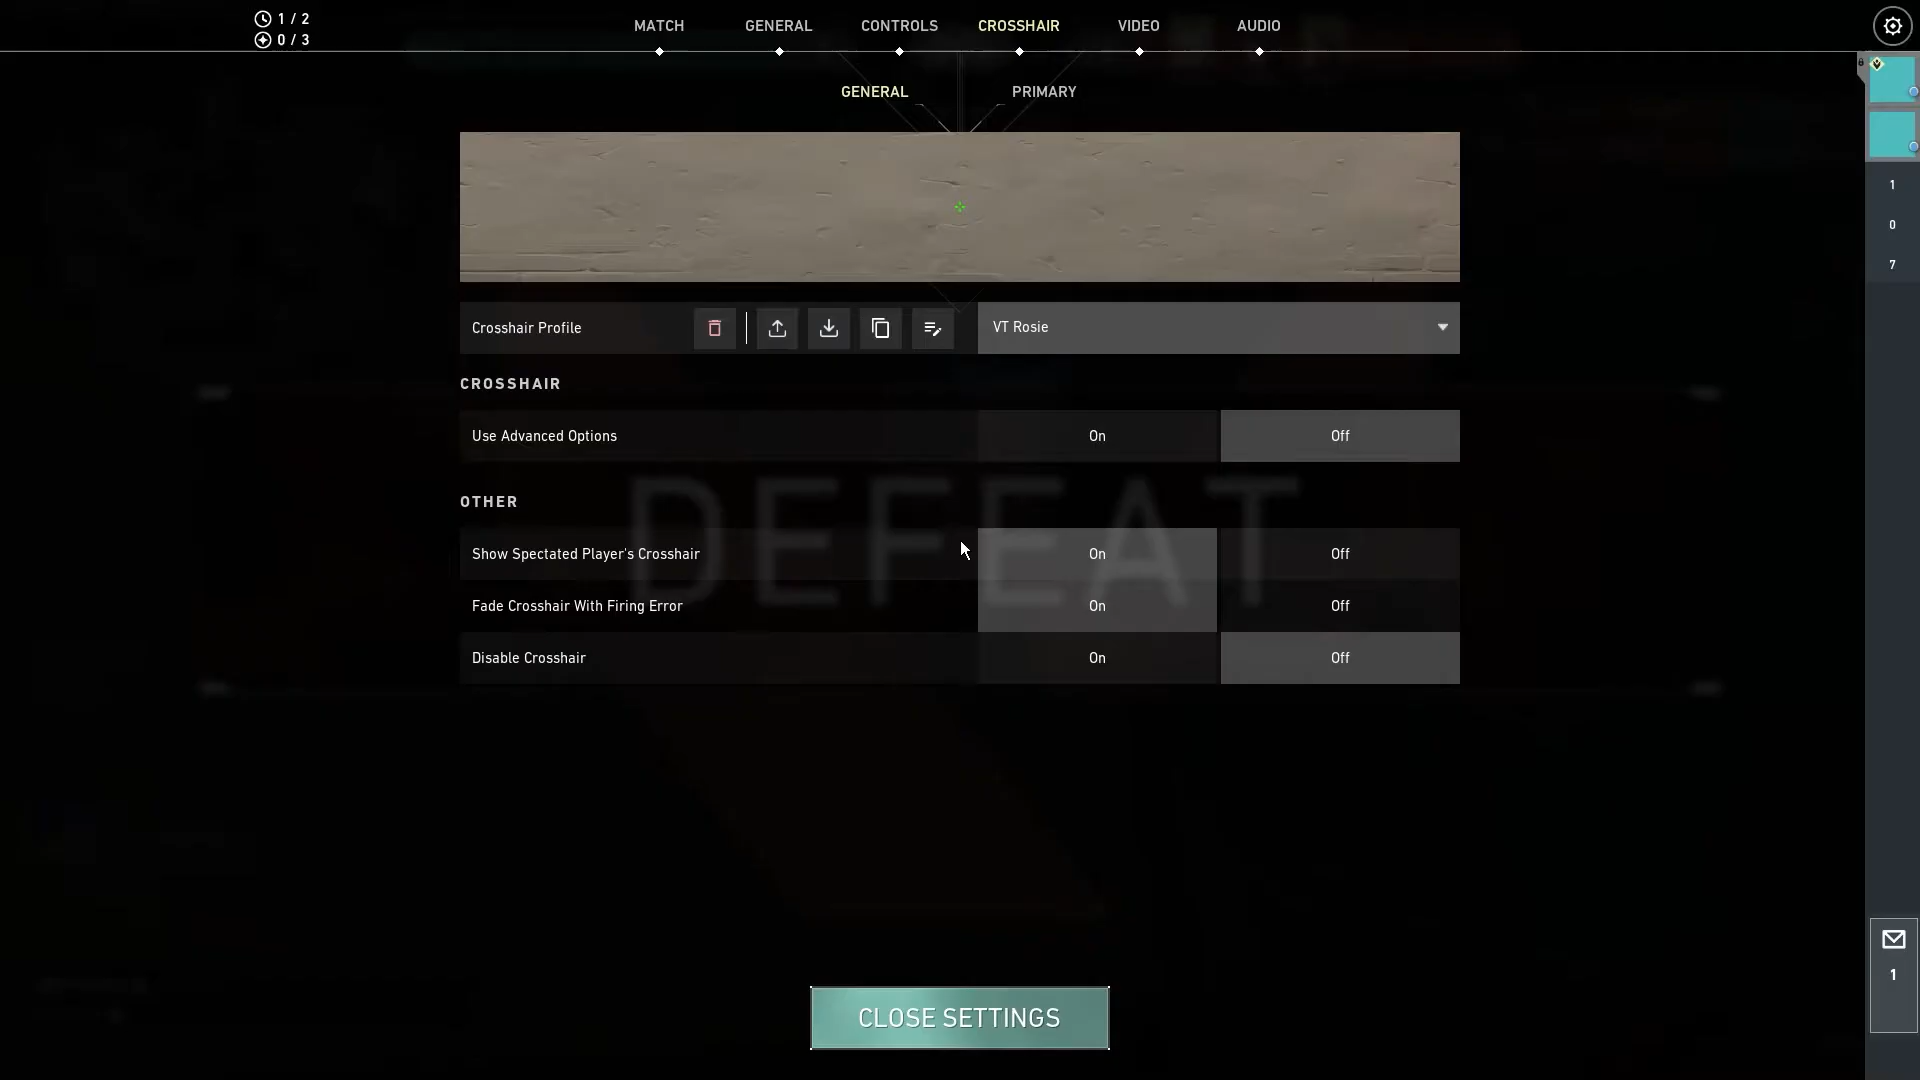 1 / 2
0 / 3
MATCH GENERAL CONTROLS CROSSHAIR VIDEO AUDIO
GENERAL PRIMARY
Crosshair Profile VT Rosie
CROSSHAIR
Use Advanced Options On Off
OTHER
DEFEAT
Show Spectated Player's Crosshair On Off
Fade Crosshair With Firing Error On Off
Disable Crosshair On Off
CLOSE SETTINGS
1
0
7
1